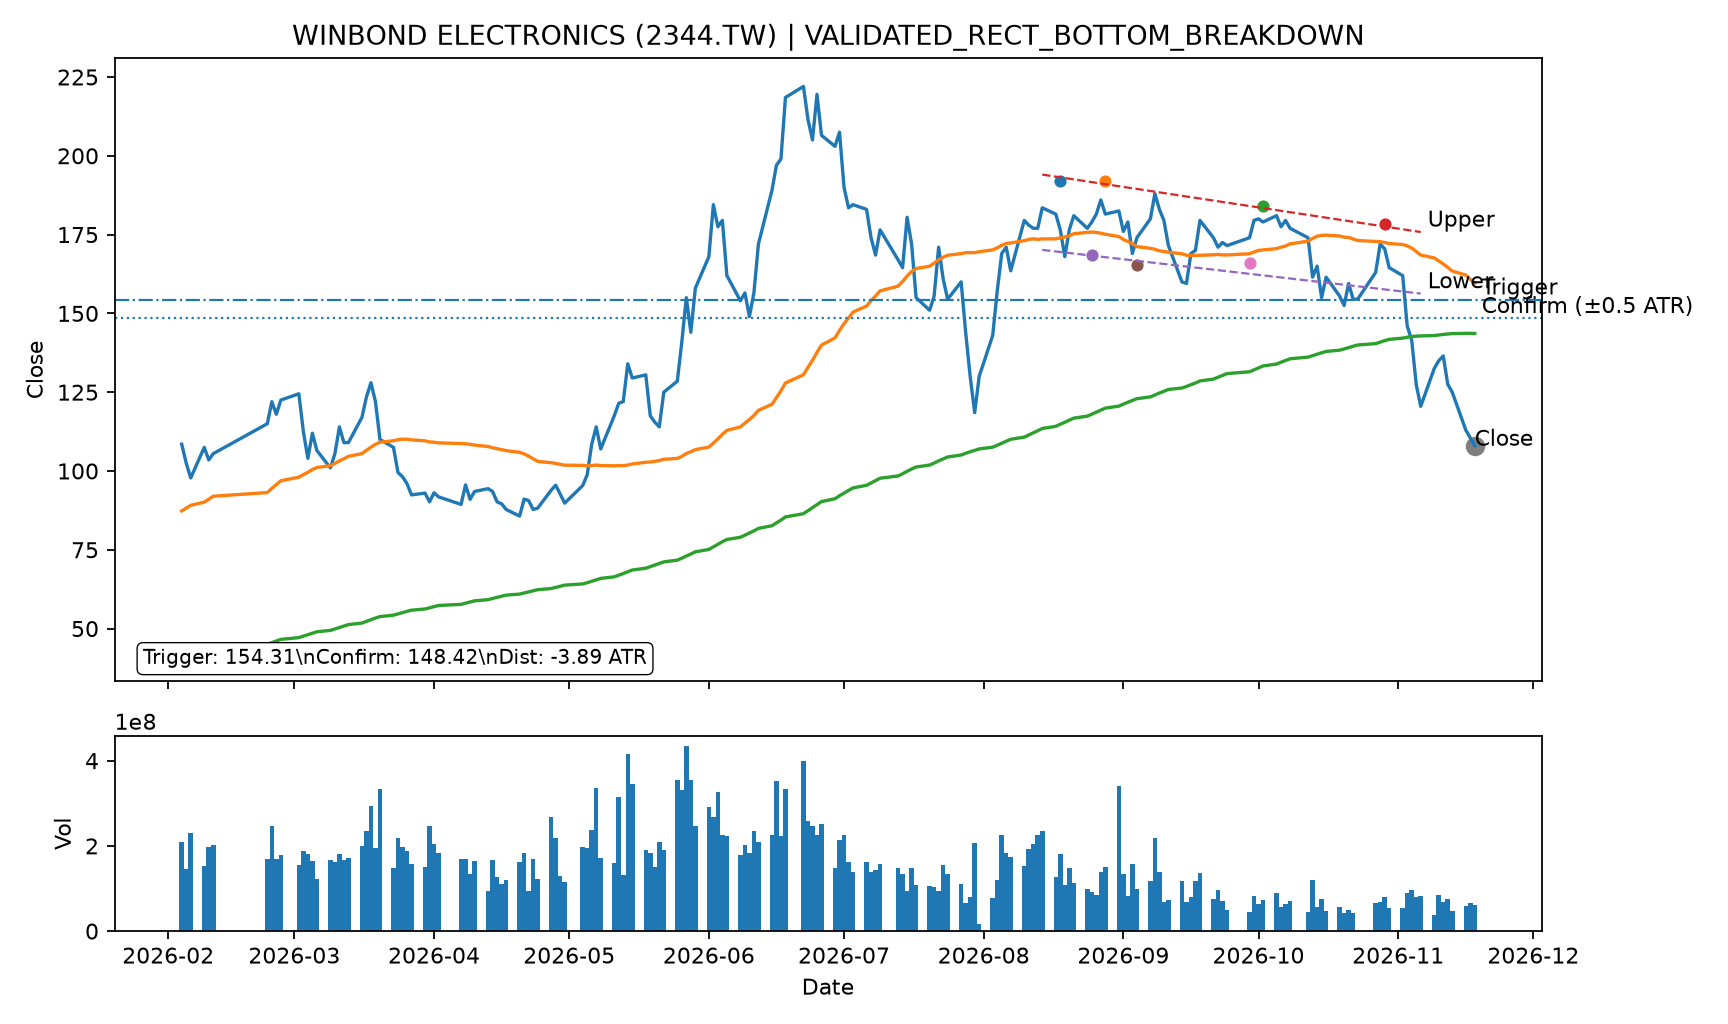 WINBOND ELECTRONICS (2344.TW) | VALIDATED_RECT_BOTTOM_BREAKDOWN
225
200
175
150
125
100
75
50
Close
Upper
Lower
Trigger
Confirm (±0.5 ATR)
Close
Trigger: 154.31\nConfirm: 148.42\nDist: -3.89 ATR
1e8
4
2
0
Vol
2026-02 2026-03 2026-04 2026-05 2026-06 2026-07 2026-08 2026-09 2026-10 2026-11 2026-12
Date